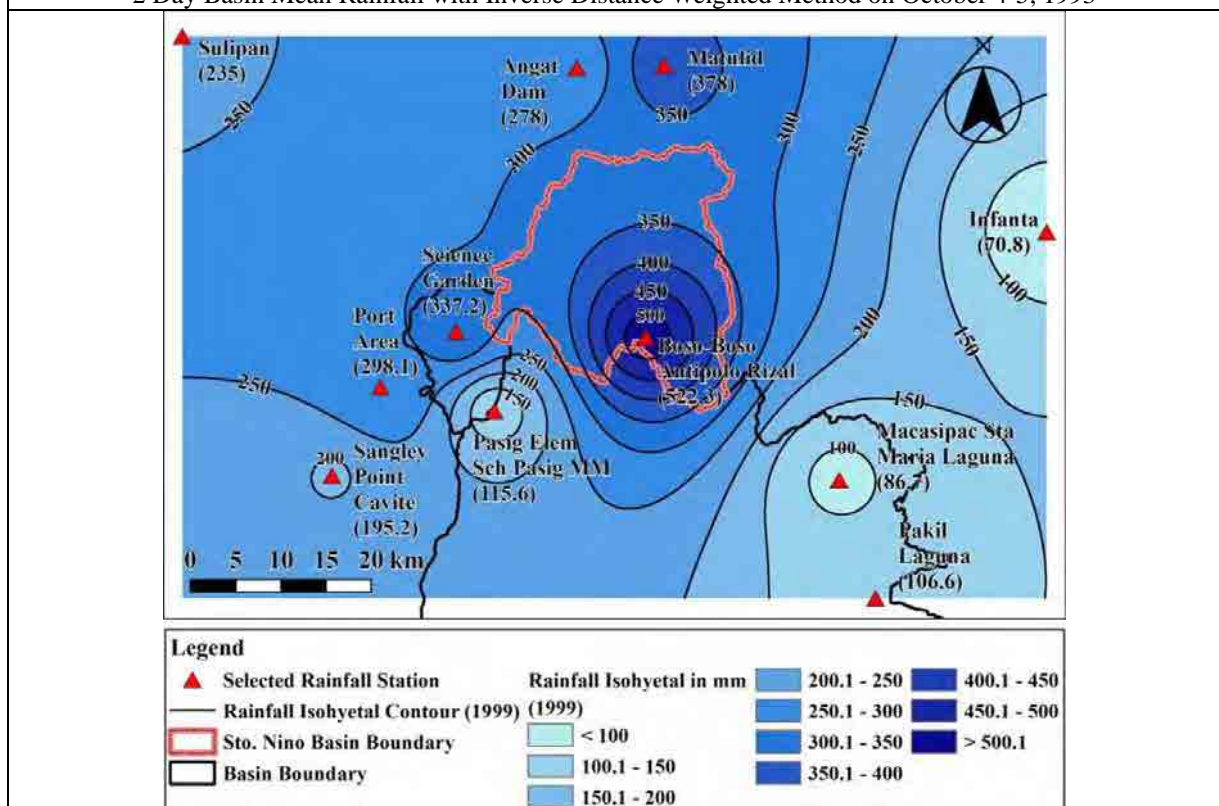 2 Day Basin Mean Rainfall with Inverse Distance Weighted Method on October 4-5, 1993
Sulipan
(235)
250
Angat
Dam
(278)
Matulid
(378)
350
300
300
250
Infanta
(70.8)
100
350
400
450
500
Science
Garden
(337.2)
Port
Area
(298.1)
250
250
200
150
Boso-Boso
Antipolo Rizal
(522.3)
200
150
150
200
Sangley
Point
Cavite
(195.2)
Pasig Elem
Sch Pasig MM
(115.6)
100
Macasipac Sta
Maria Laguna
(86.7)
Pakil
Laguna
(106.6)
0 5 10 15 20 km
Legend
Selected Rainfall Station
Rainfall Isohyetal Contour (1999)
Sto. Nino Basin Boundary
Basin Boundary
Rainfall Isohyetal in mm
(1999)
< 100
100.1 - 150
150.1 - 200
200.1 - 250
250.1 - 300
300.1 - 350
350.1 - 400
400.1 - 450
450.1 - 500
> 500.1